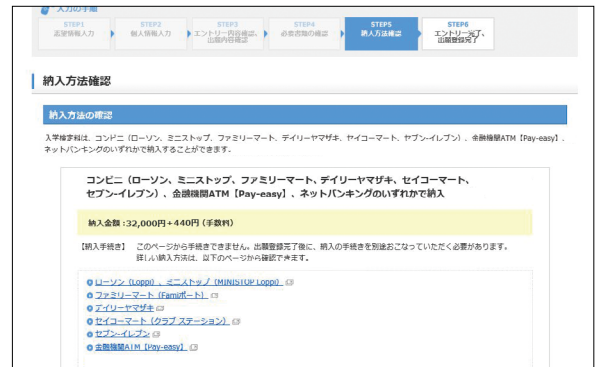 入力の手順
STEP1
志望情報入力
STEP2
個人情報入力
STEP3
エントリー内容確認、
出願内容確認
STEP4
必要書類の確認
STEP5
納入方法確認
STEP6
エントリー完了、
出願登録完了
納入方法確認
納入方法の確認
入学検定料は、コンビニ（ローソン、ミニストップ、ファミリーマート、デイリーヤマザキ、セイコーマート、セブン-イレブン）、金融機関ATM【Pay-easy】、
ネットバンキングのいずれかで納入することができます。
コンビニ（ローソン、ミニストップ、ファミリーマート、デイリーヤマザキ、セイコーマート、
セブン-イレブン）、金融機関ATM【Pay-easy】、ネットバンキングのいずれかで納入
納入金額：32,000円＋440円（手数料）
【納入手続き】 このページから手続きできません。出願登録完了後に、納入の手続きを別途おこなっていただく必要があります。
詳しい納入方法は、以下のページから確認できます。
ローソン（Loppi）、ミニストップ（MINISTOP Loppi）
ファミリーマート（Famiポート）
デイリーヤマザキ
セイコーマート（クラブステーション）
セブン-イレブン
金融機関ATM【Pay-easy】